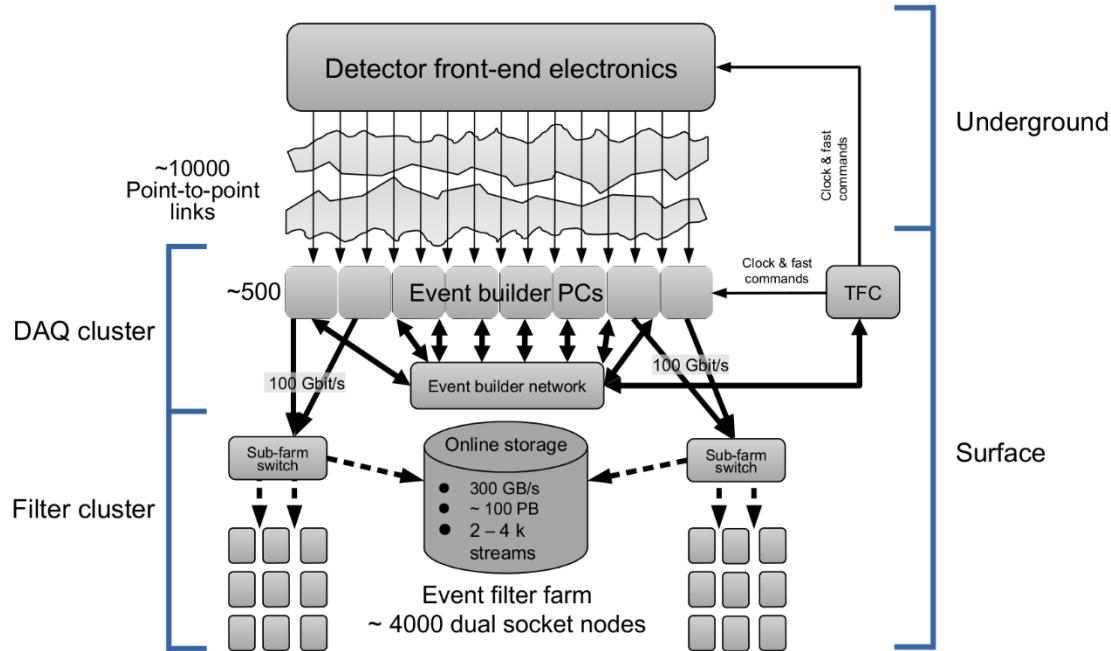 Detector front-end electronics
Underground
~10000
Point-to-point
links
Clock & fast
commands
Clock & fast
commands
~500
Event builder PCs
TFC
DAQ cluster
100 Gbit/s
100 Gbit/s
Event builder network
Sub-farm
switch
Online storage
Sub-farm
switch
Surface
● 300 GB/s
● ~ 100 PB
● 2 – 4 k
streams
Filter cluster
Event filter farm
~ 4000 dual socket nodes